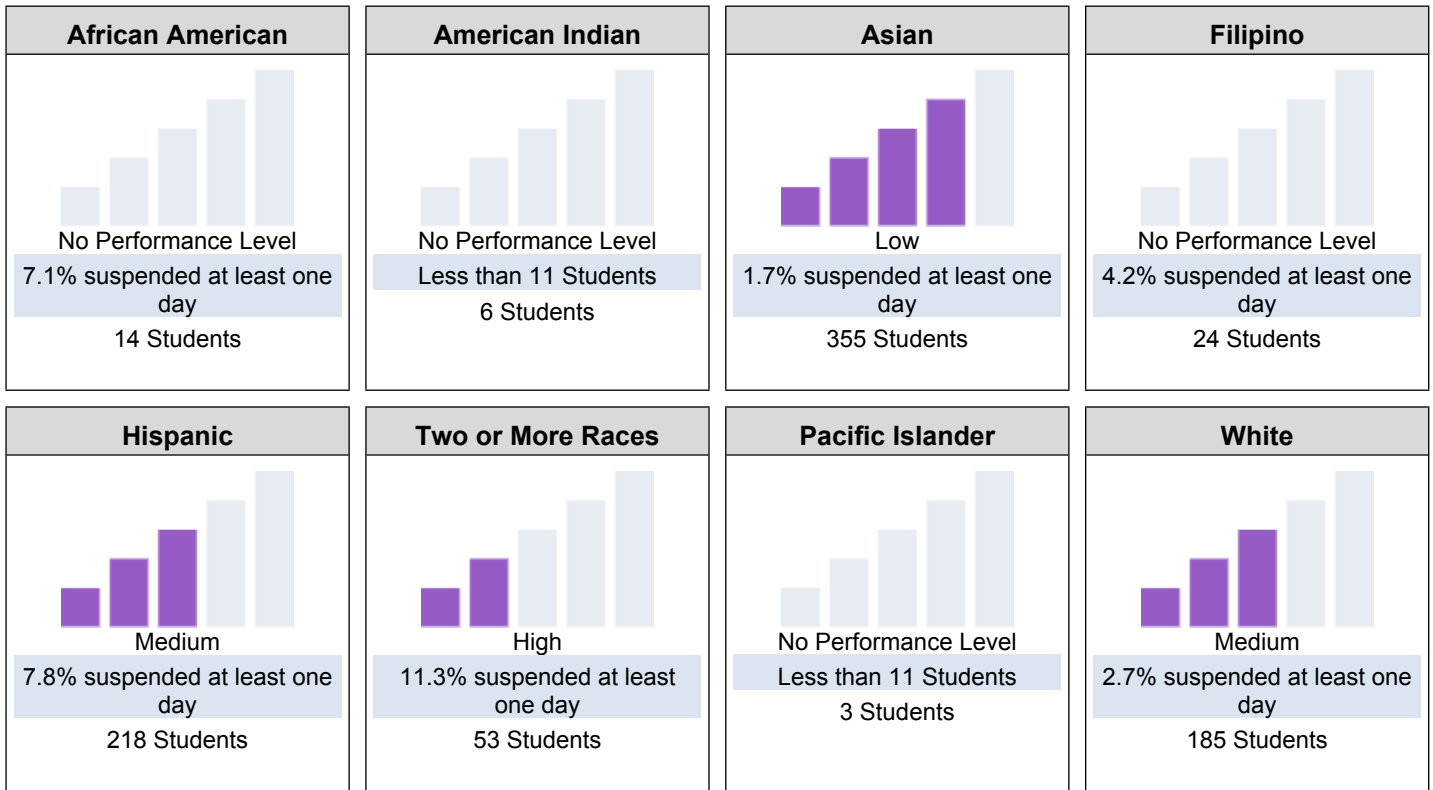 African American
No Performance Level
7.1% suspended at least one
day
14 Students
American Indian
No Performance Level
Less than 11 Students
6 Students
Asian
Low
1.7% suspended at least one
day
355 Students
Filipino
No Performance Level
4.2% suspended at least one
day
24 Students
Hispanic
Medium
7.8% suspended at least one
day
218 Students
Two or More Races
High
11.3% suspended at least
one day
53 Students
Pacific Islander
No Performance Level
Less than 11 Students
3 Students
White
Medium
2.7% suspended at least one
day
185 Students